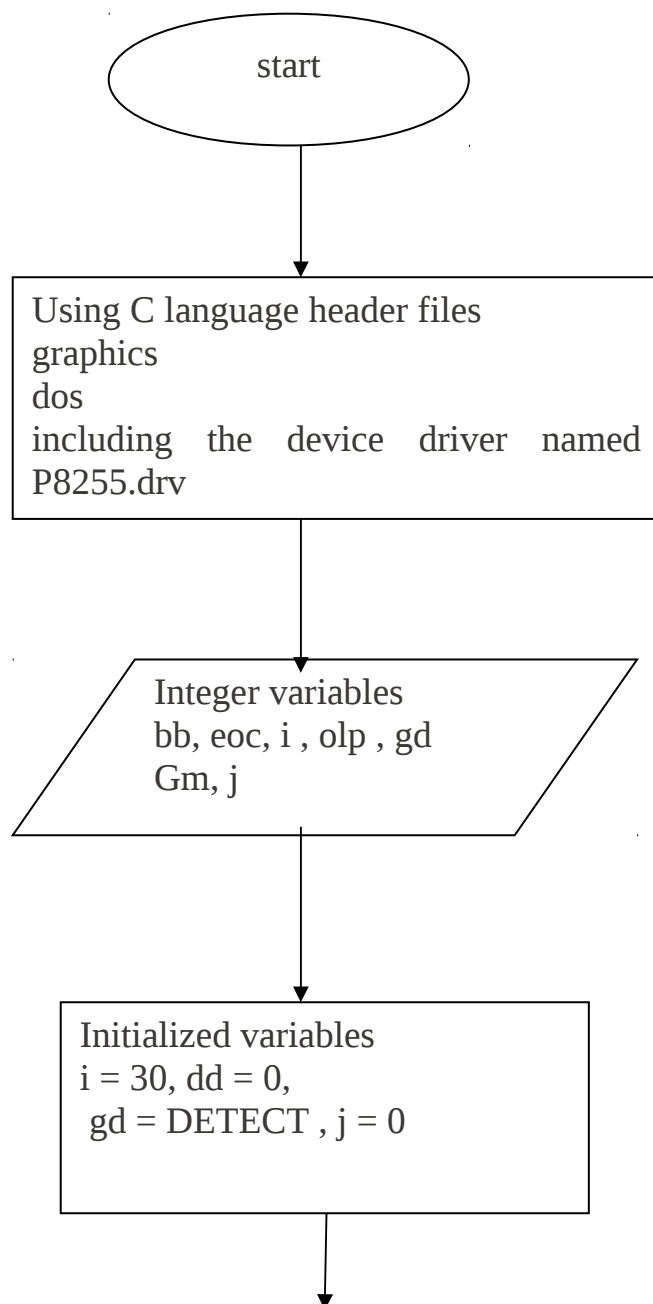 start
Using C language header files
graphics
dos
including the device driver named
P8255.drv
Integer variables
bb, eoc, i , olp , gd
Gm, j
Initialized variables
i = 30, dd = 0,
gd = DETECT , j = 0